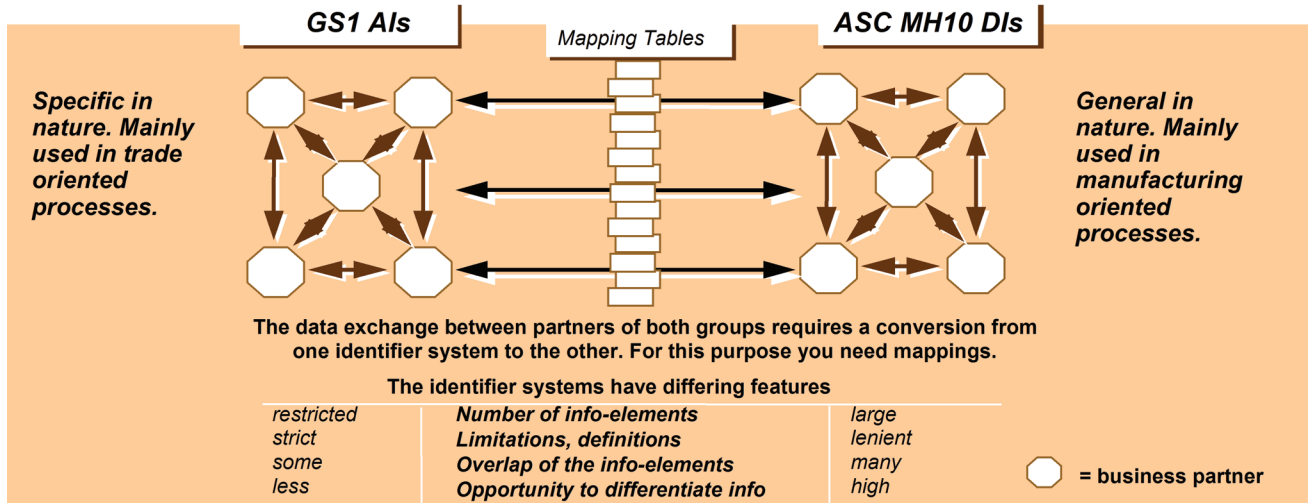 GS1 AIs
Mapping Tables
ASC MH10 DIs
Specific in
nature. Mainly
used in trade
oriented
processes.
General in
nature. Mainly
used in
manufacturing
oriented
processes.
The data exchange between partners of both groups requires a conversion from
one identifier system to the other. For this purpose you need mappings.
The identifier systems have differing features
restricted Number of info-elements large
strict Limitations, definitions lenient
some Overlap of the info-elements many
less Opportunity to differentiate info high
= business partner